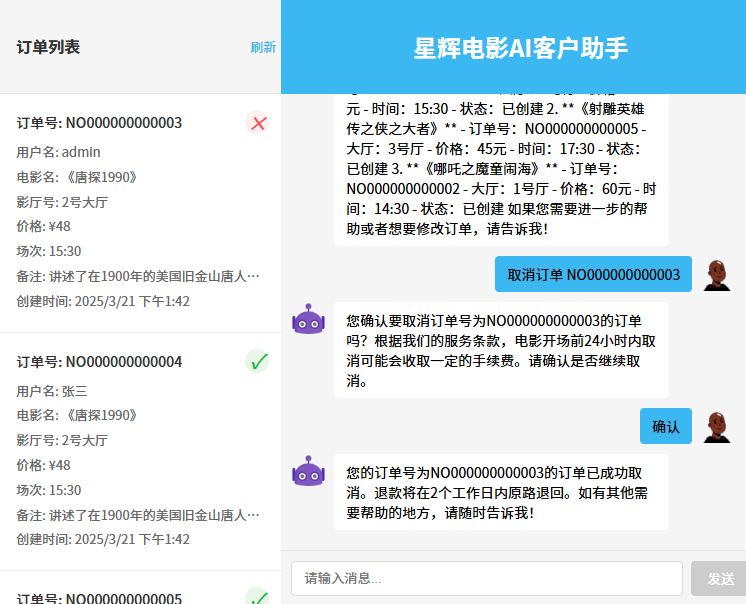 订单列表
刷新
订单号: NO000000000003
用户名: admin
电影名: 《唐探1990》
影厅号: 2号大厅
价格: ¥48
场次: 15:30
备注: 讲述了在1900年的美国旧金山唐人…
创建时间: 2025/3/21 下午1:42
订单号: NO000000000004
用户名: 张三
电影名: 《唐探1990》
影厅号: 2号大厅
价格: ¥48
场次: 15:30
备注: 讲述了在1900年的美国旧金山唐人…
创建时间: 2025/3/21 下午1:42
订单号: NO000000000005
星辉电影AI客户助手
元 - 时间：15:30 - 状态：已创建 2. **《射雕英雄
传之侠之大者》** - 订单号：NO000000000005 -
大厅：3号厅 - 价格：45元 - 时间：17:30 - 状态：
已创建 3. **《哪吒之魔童闹海》** - 订单号：
NO000000000002 - 大厅：1号厅 - 价格：60元 - 时
间：14:30 - 状态：已创建 如果您需要进一步的帮
助或者想要修改订单，请告诉我！
取消订单 NO000000000003
您确认要取消订单号为NO000000000003的订单
吗？根据我们的服务条款，电影开场前24小时内取
消可能会收取一定的手续费。请确认是否继续取
消。
确认
您的订单号为NO000000000003的订单已成功取
消。退款将在2个工作日内原路退回。如有其他需
要帮助的地方，请随时告诉我！
请输入消息...
发送